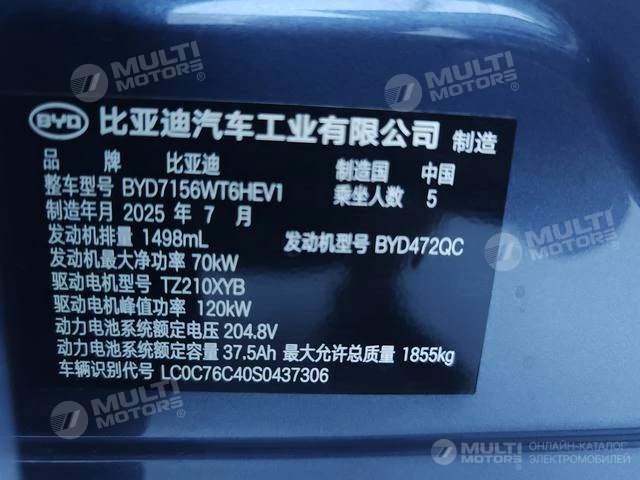 MULTI MOTORS®
MULTI MOTORS®
MULTI MOTORS®
BYD 比亚迪汽车工业有限公司 制造
品 牌 比亚迪 制造国 中国
整车型号 BYD7156WT6HEV1 乘坐人数 5
制造年月 2025 年 7 月
发动机排量 1498mL 发动机型号 BYD472QC
发动机最大净功率 70kW
驱动电机型号 TZ210XYB
驱动电机峰值功率 120kW
动力电池系统额定电压 204.8V
动力电池系统额定容量 37.5Ah 最大允许总质量 1855kg
车辆识别代号 LC0C76C40S0437306
MULTI MOTORS®
MULTI MOTORS®
MULTI MOTORS®
MULTI MOTORS®
MULTI MOTORS® ОНЛАЙН-КАТАЛОГ ЭЛЕКТРОМОБИЛЕЙ